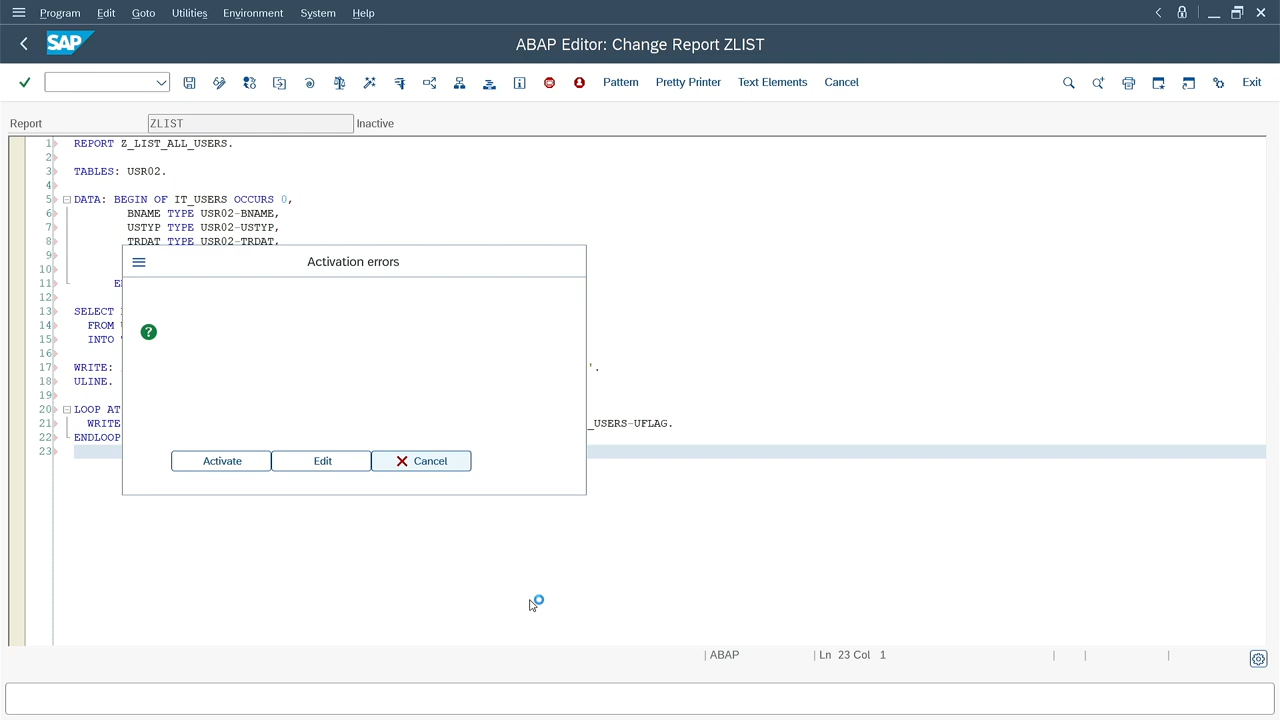 Program Edit Goto Utilities Environment System Help
SAP ABAP Editor: Change Report ZLIST
Pattern Pretty Printer Text Elements Cancel Exit
Report ZLIST Inactive
1 REPORT Z_LIST_ALL_USERS.
2
3 TABLES: USR02.
4
5 DATA: BEGIN OF IT_USERS OCCURS 0,
6 BNAME TYPE USR02-BNAME,
7 USTYP TYPE USR02-USTYP,
8 TRDAT TYPE USR02-TRDAT,
9
10
11
12
13 SELECT
14 FROM
15 INTO
16
17 WRITE: '.
18 ULINE.
19
20 LOOP AT
21 WRITE _USERS-UFLAG.
22 ENDLOOP
23
Activation errors
?
Activate Edit Cancel
ABAP Ln 23 Col 1